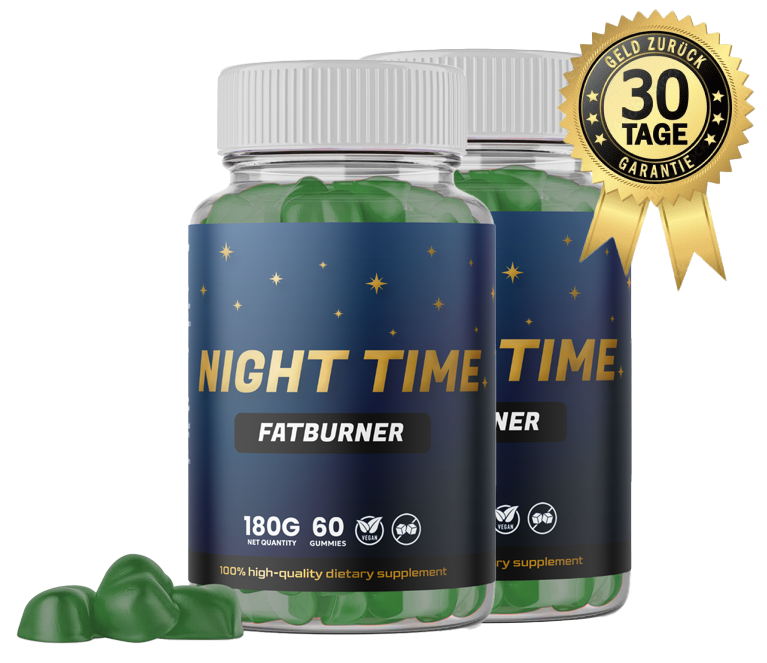 GELD ZURÜCK
30
TAGE
GARANTIE
NIGHT TIME
FATBURNER
180G
NET QUANTITY
60
GUMMIES
VEGAN
100% high-quality dietary supplement
TIME
NER
VEGAN
ry supplement